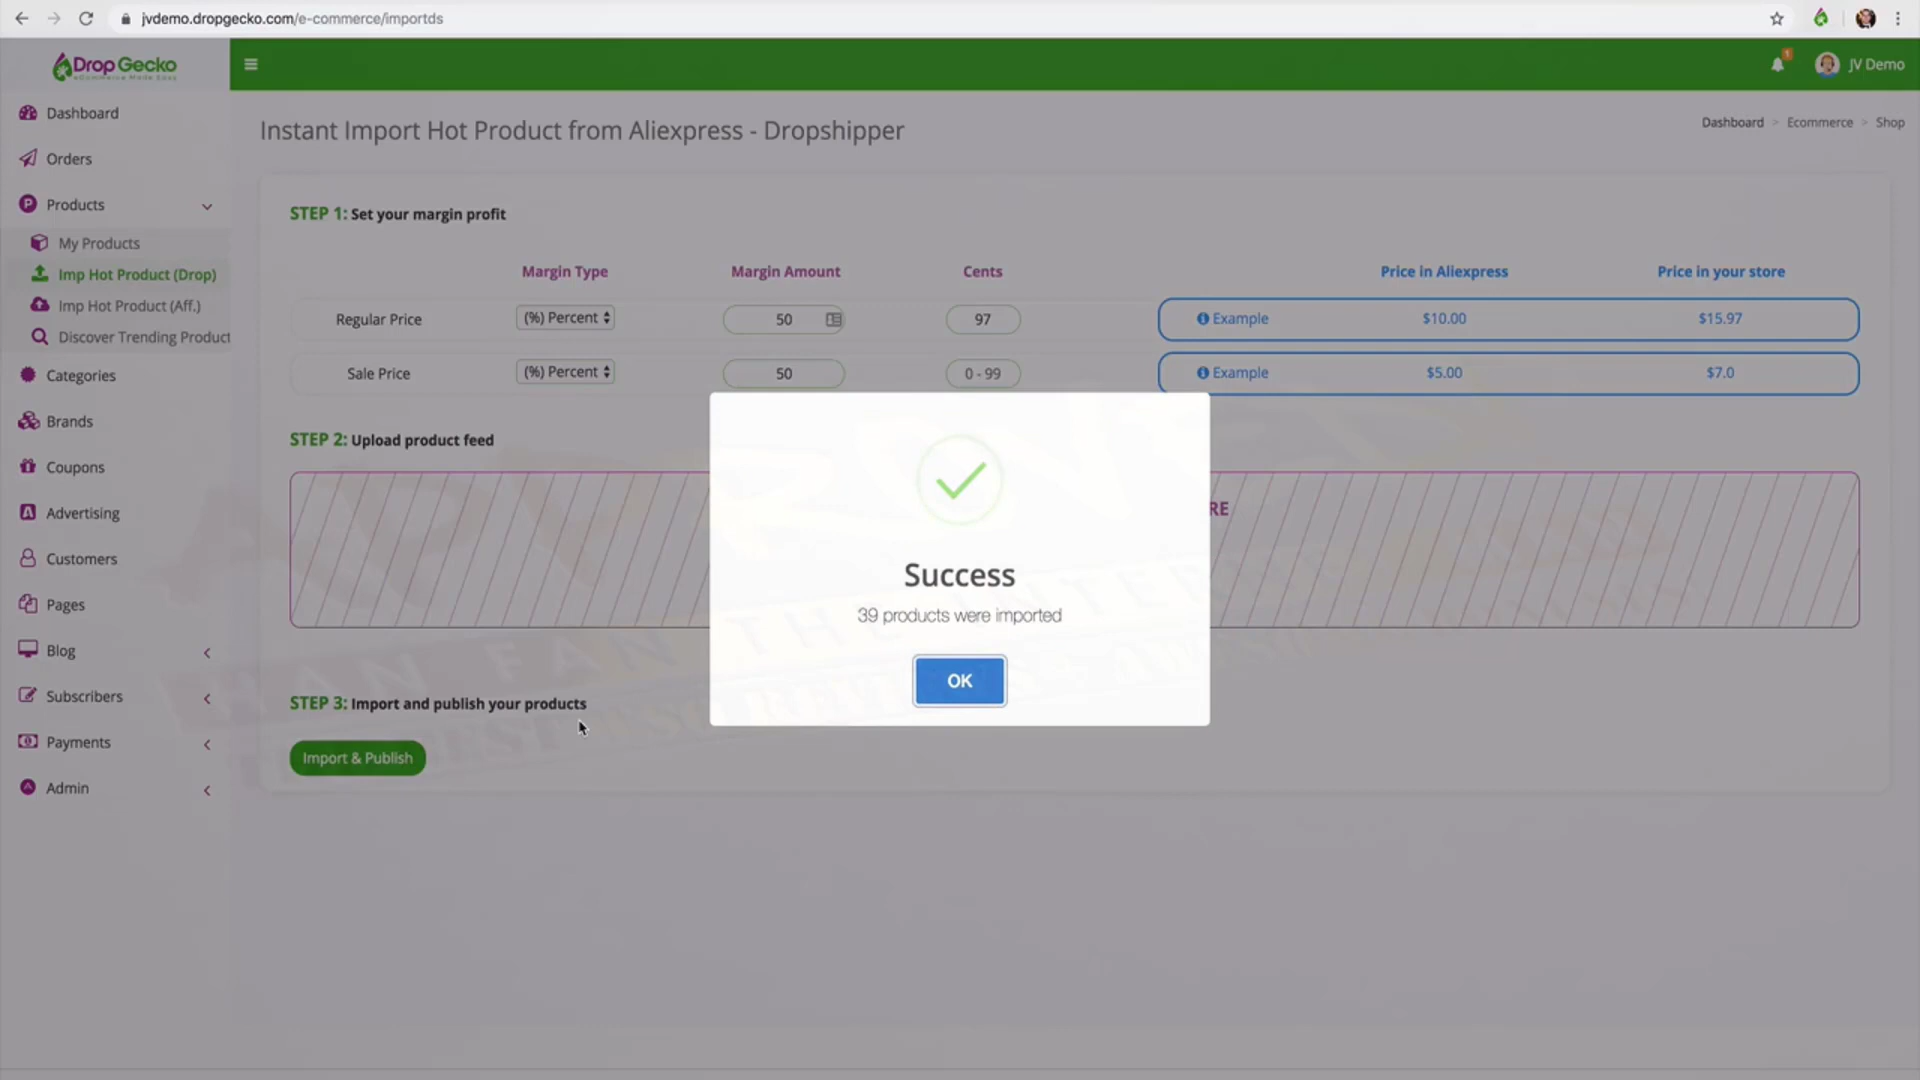 jvdemo.dropgecko.com/e-commerce/importds
Drop Gecko
eCommerce Made Easy
1
JV Demo
Dashboard
Orders
Products
My Products
Imp Hot Product (Drop)
Imp Hot Product (Aff.)
Discover Trending Product
Categories
Brands
Coupons
Advertising
Customers
Pages
Blog
Subscribers
Payments
Admin
Instant Import Hot Product from Aliexpress - Dropshipper
Dashboard > Ecommerce > Shop
STEP 1: Set your margin profit
Margin Type Margin Amount Cents Price in Aliexpress Price in your store
Regular Price (%) Percent 50 97 Example $10.00 $15.97
Sale Price (%) Percent 50 0 - 99 Example $5.00 $7.0
STEP 2: Upload product feed
RE
Success
39 products were imported
OK
STEP 3: Import and publish your products
Import & Publish